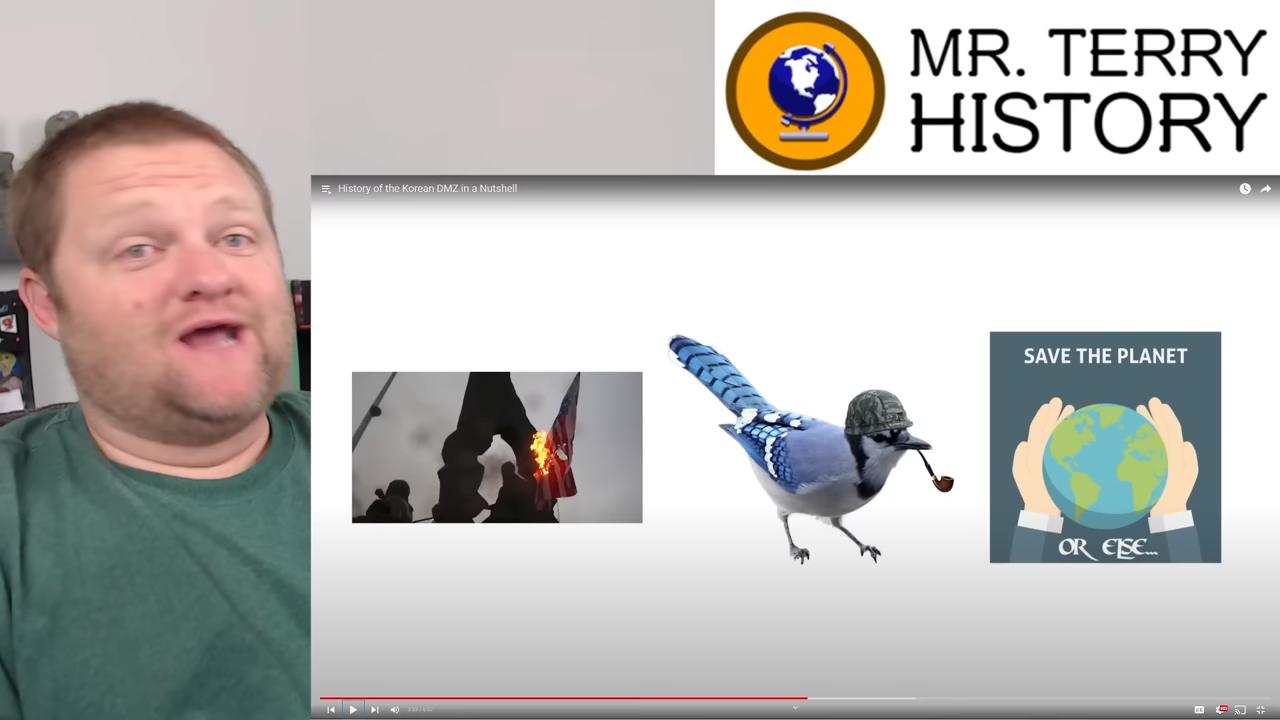 MR. TERRY
HISTORY
History of the Korean DMZ in a Nutshell
SAVE THE PLANET
OR ELSE...